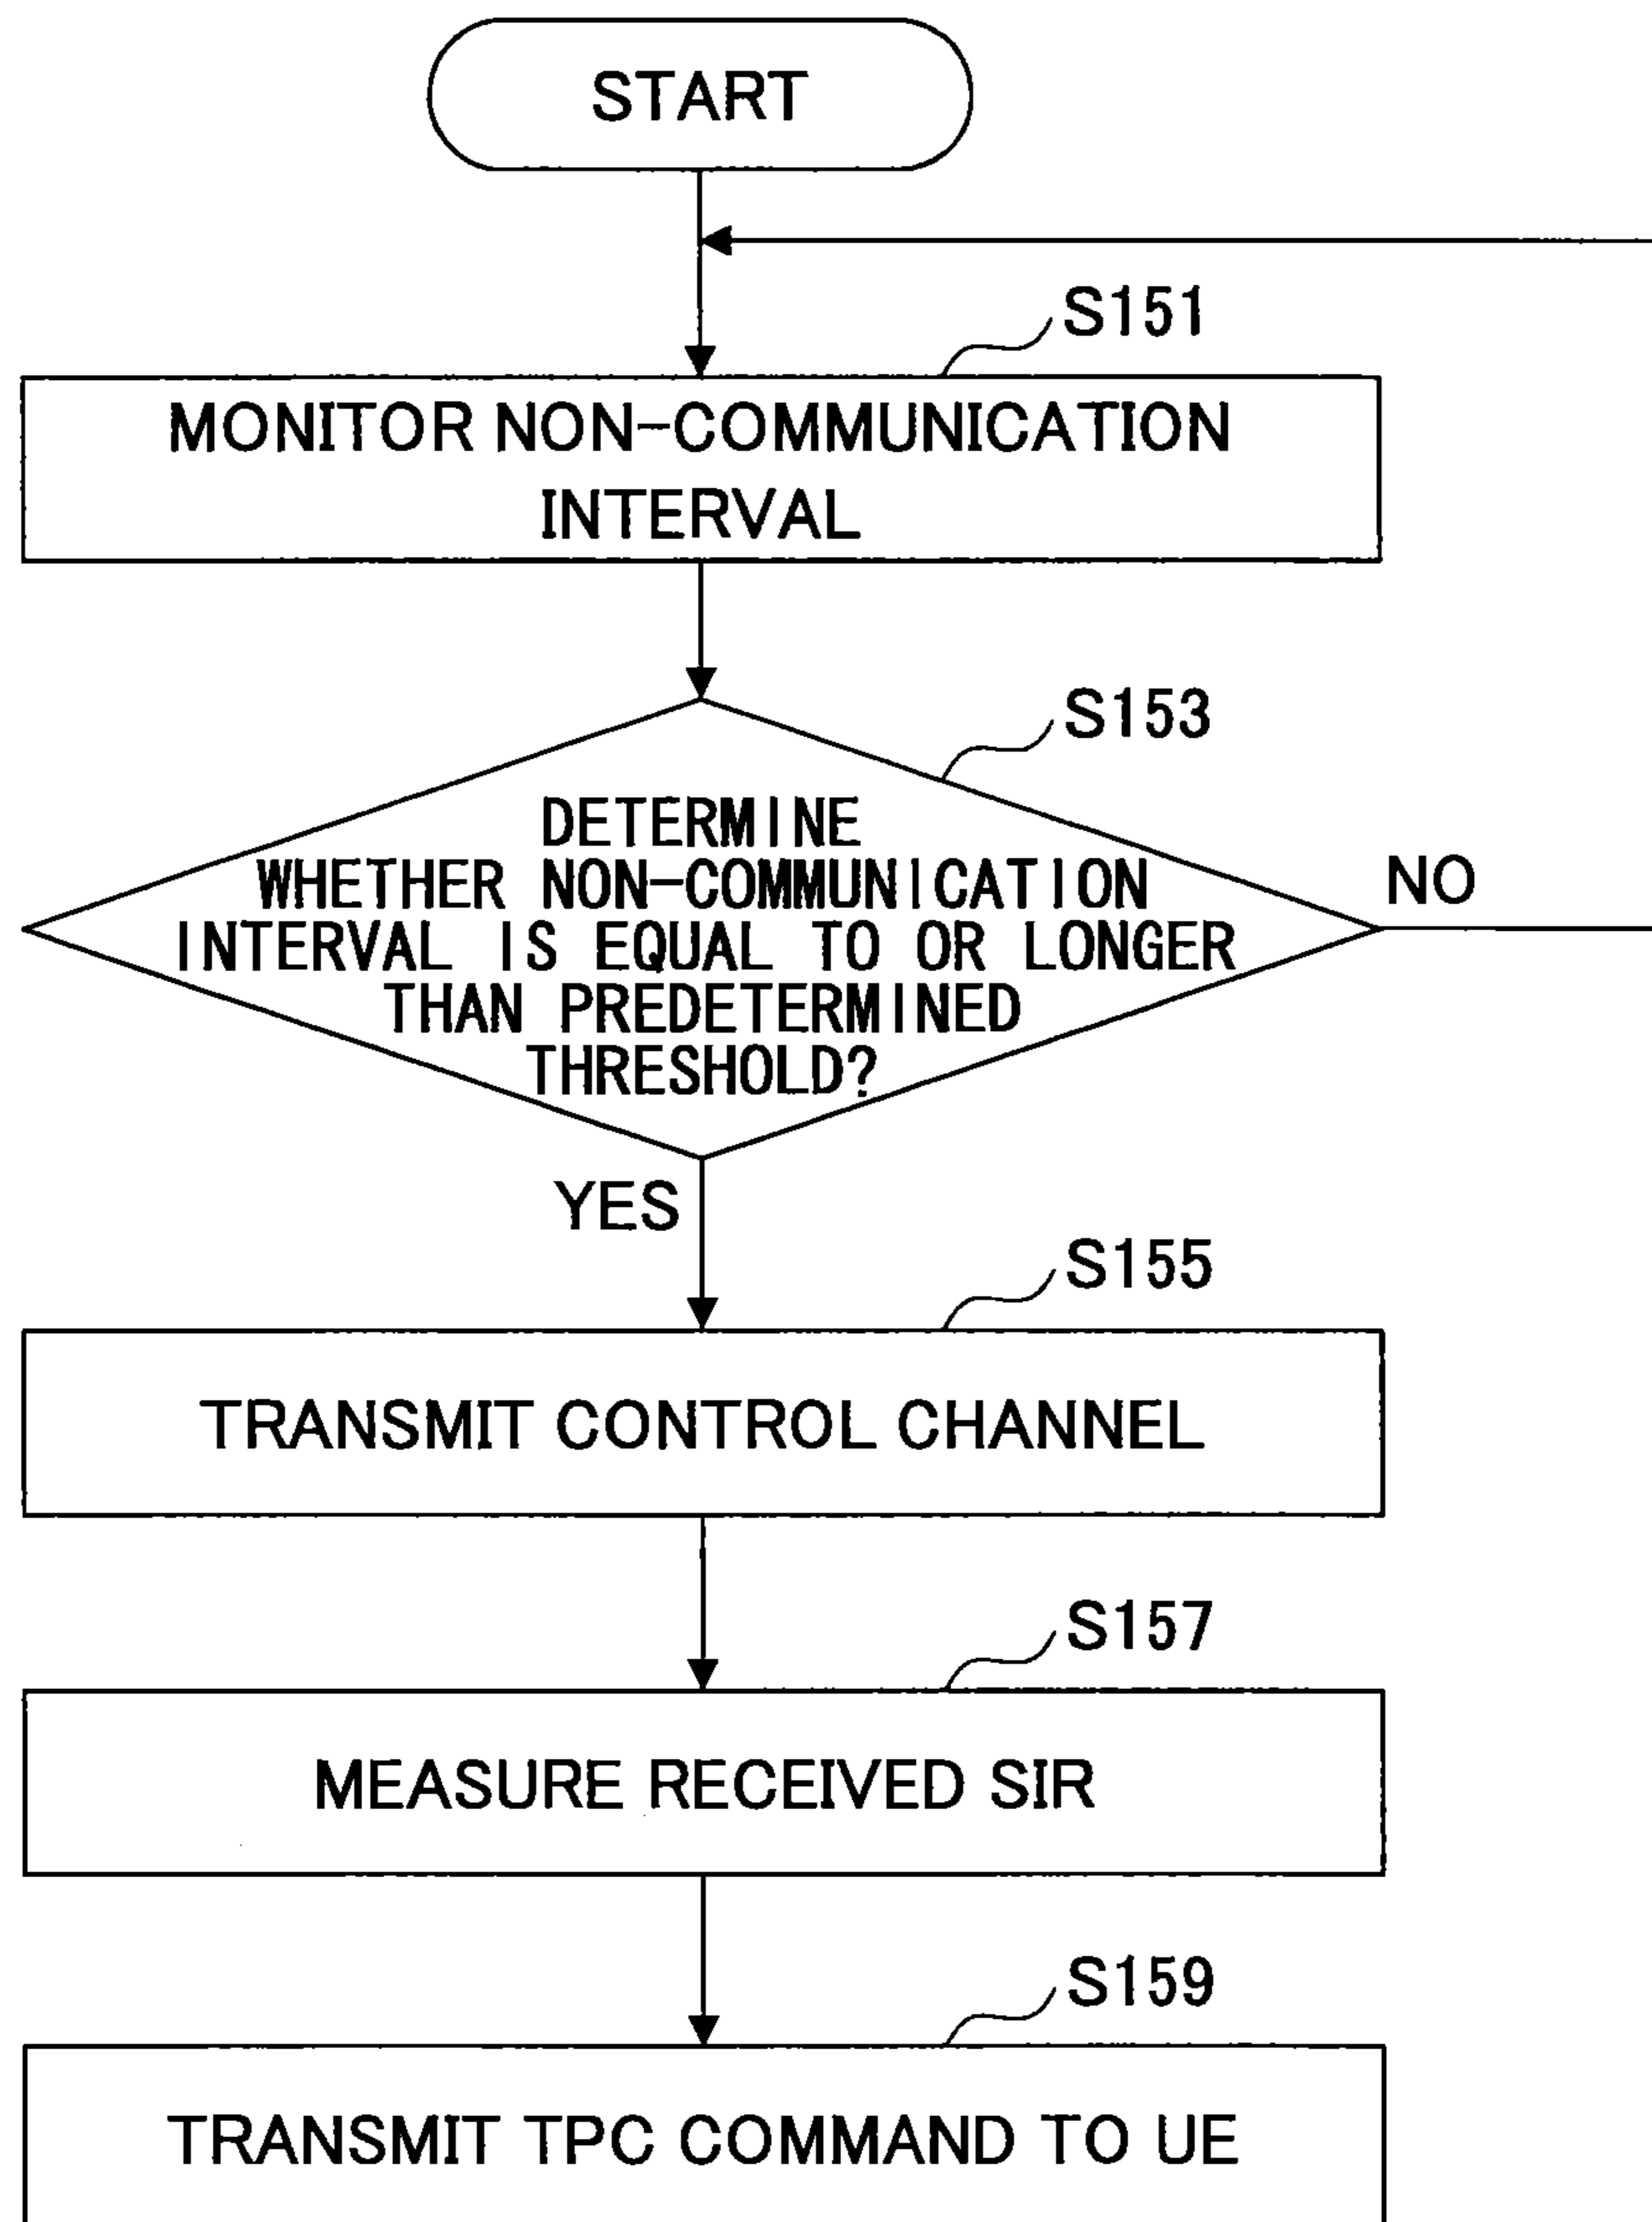 START
S151
MONITOR NON-COMMUNICATION
INTERVAL
S153
DETERMINE
WHETHER NON-COMMUNICATION
INTERVAL IS EQUAL TO OR LONGER
THAN PREDETERMINED
THRESHOLD?
NO
YES
S155
TRANSMIT CONTROL CHANNEL
S157
MEASURE RECEIVED SIR
S159
TRANSMIT TPC COMMAND TO UE